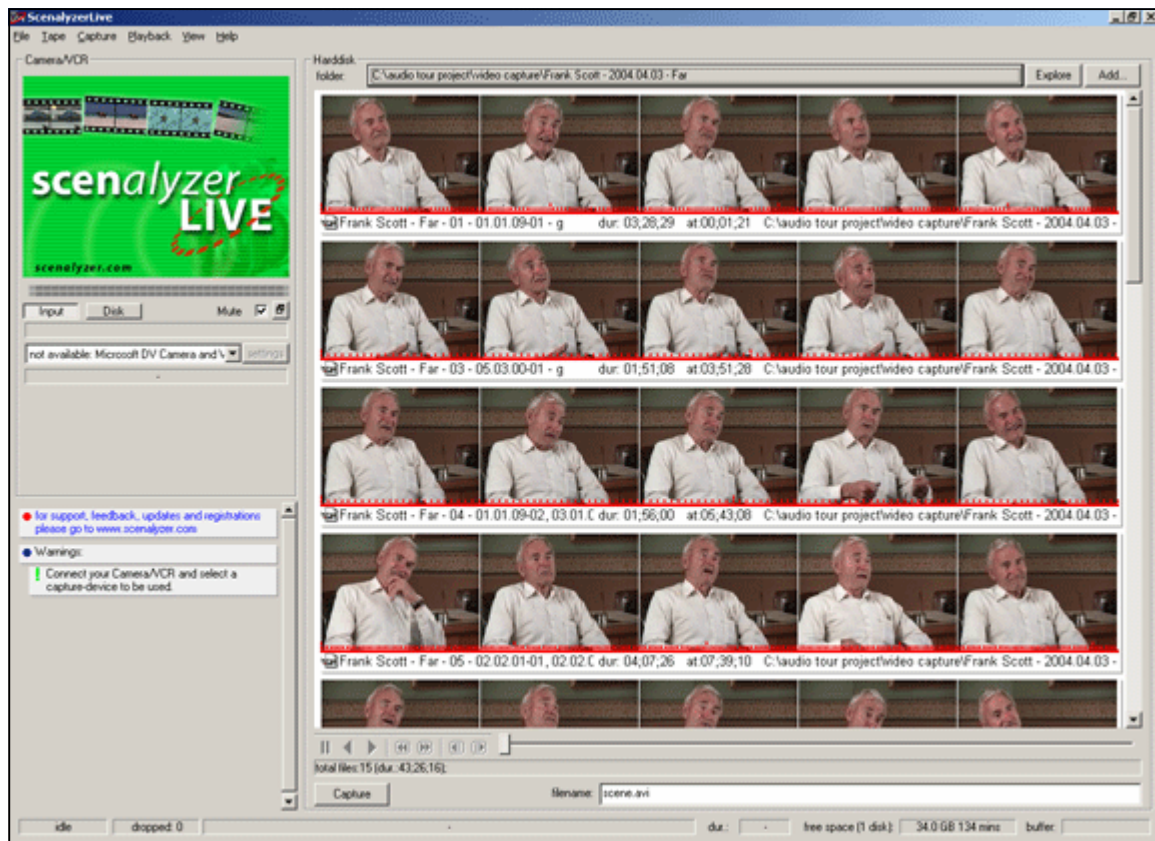 ScenalyzerLive
File Tape Capture Playback View Help
Camera/VCR
scenalyzer
LIVE
scenalyzer.com
Input Disk Mute
not available: Microsoft DV Camera and V settings
-
for support, feedback, updates and registrations
please go to www.scenalyzer.com
Warnings:
! Connect your Camera/VCR and select a
capture-device to be used.
Harddisk
folder: C:\audio tour project\video capture\Frank Scott - 2004.04.03 - Far Explore Add...
Frank Scott - Far - 01 - 01.01.09-01 - g dur: 03;28;29 at:00;01;21 C:\audio tour project\video capture\Frank Scott - 2004.04.03 -
Frank Scott - Far - 03 - 05.03.00-01 - g dur: 01;51;08 at:03;51;28 C:\audio tour project\video capture\Frank Scott - 2004.04.03 -
Frank Scott - Far - 04 - 01.01.09-02, 03.01.0 dur: 01;56;00 at:05;43;08 C:\audio tour project\video capture\Frank Scott - 2004.04.03 -
Frank Scott - Far - 05 - 02.02.01-01, 02.02.0 dur: 04;07;26 at:07;39;10 C:\audio tour project\video capture\Frank Scott - 2004.04.03 -
total files:15 (dur.:43;26;16);
Capture filename: scene.avi
idle dropped: 0 - dur.: - free space (1 disk): 34.0 GB 134 mins buffer: